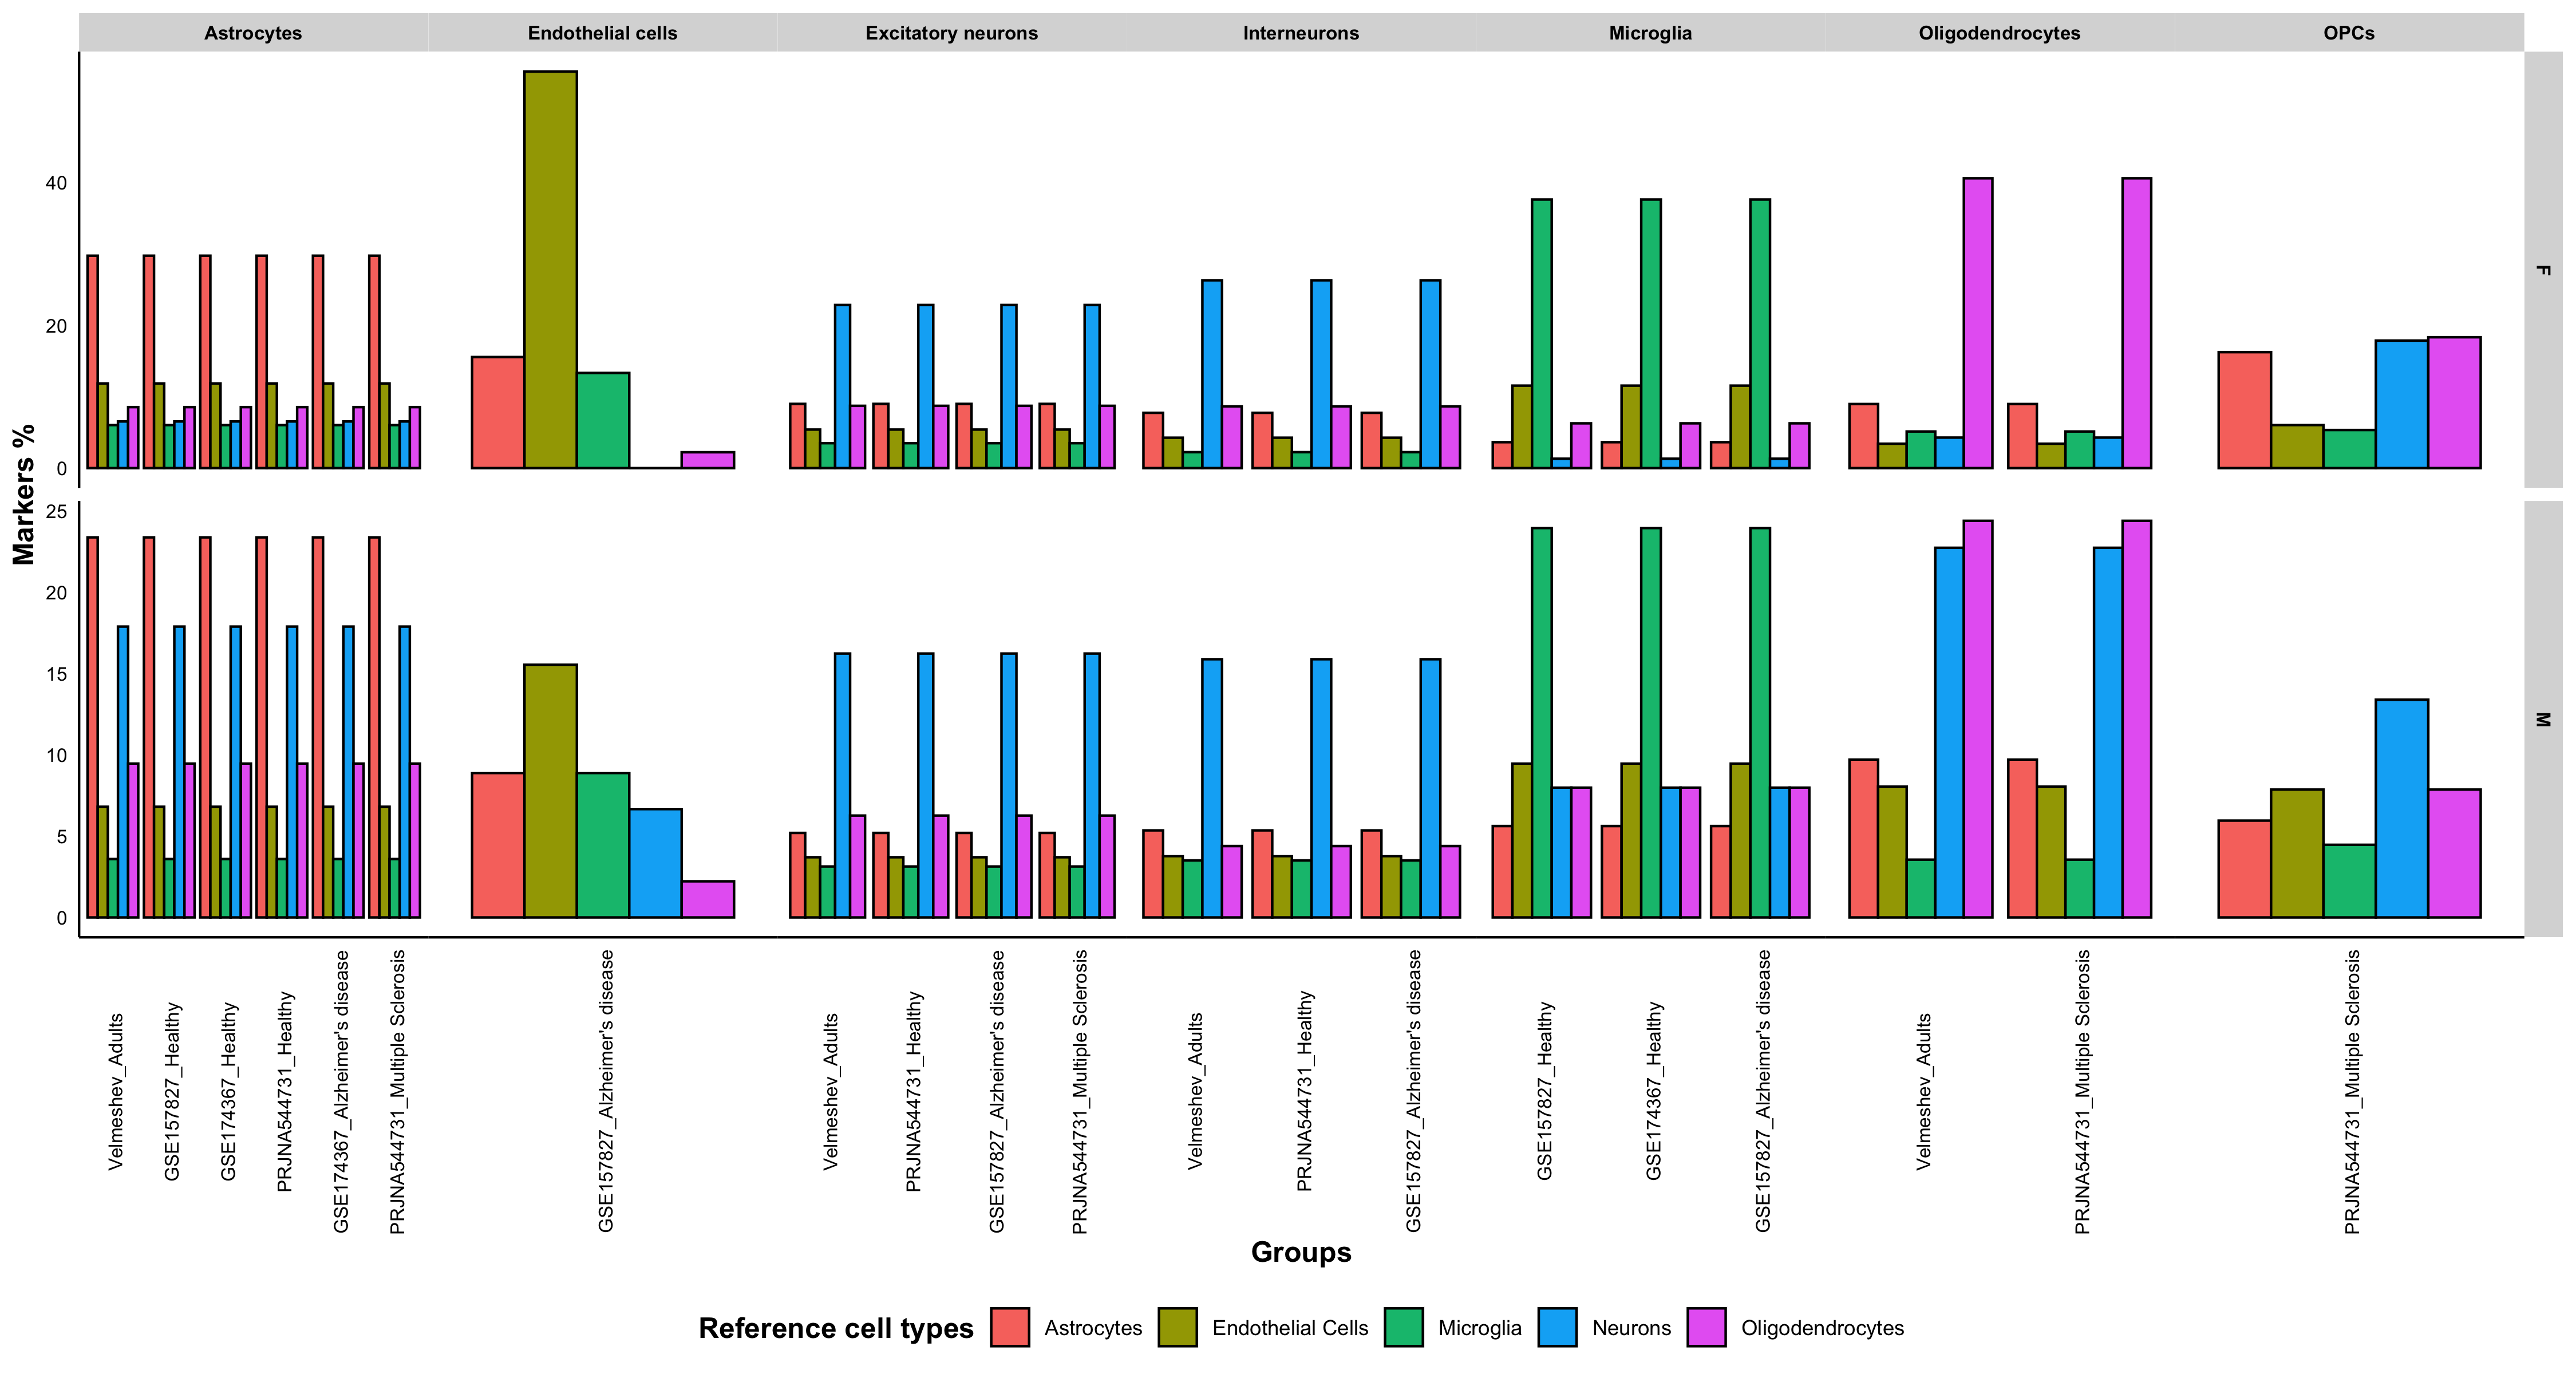 Astrocytes Endothelial cells Excitatory neurons Interneurons Microglia Oligodendrocytes OPCs
F
40
20
0
Markers %
M
25
20
15
10
5
0
Velmeshev_Adults
GSE157827_Healthy
GSE174367_Healthy
PRJNA544731_Healthy
GSE174367_Alzheimer's disease
PRJNA544731_Multiple Sclerosis
GSE157827_Alzheimer's disease
Velmeshev_Adults
PRJNA544731_Healthy
GSE157827_Alzheimer's disease
PRJNA544731_Multiple Sclerosis
Velmeshev_Adults
PRJNA544731_Healthy
GSE157827_Alzheimer's disease
GSE157827_Healthy
GSE174367_Healthy
GSE157827_Alzheimer's disease
Velmeshev_Adults
PRJNA544731_Multiple Sclerosis
PRJNA544731_Multiple Sclerosis
Groups
Reference cell types Astrocytes Endothelial Cells Microglia Neurons Oligodendrocytes